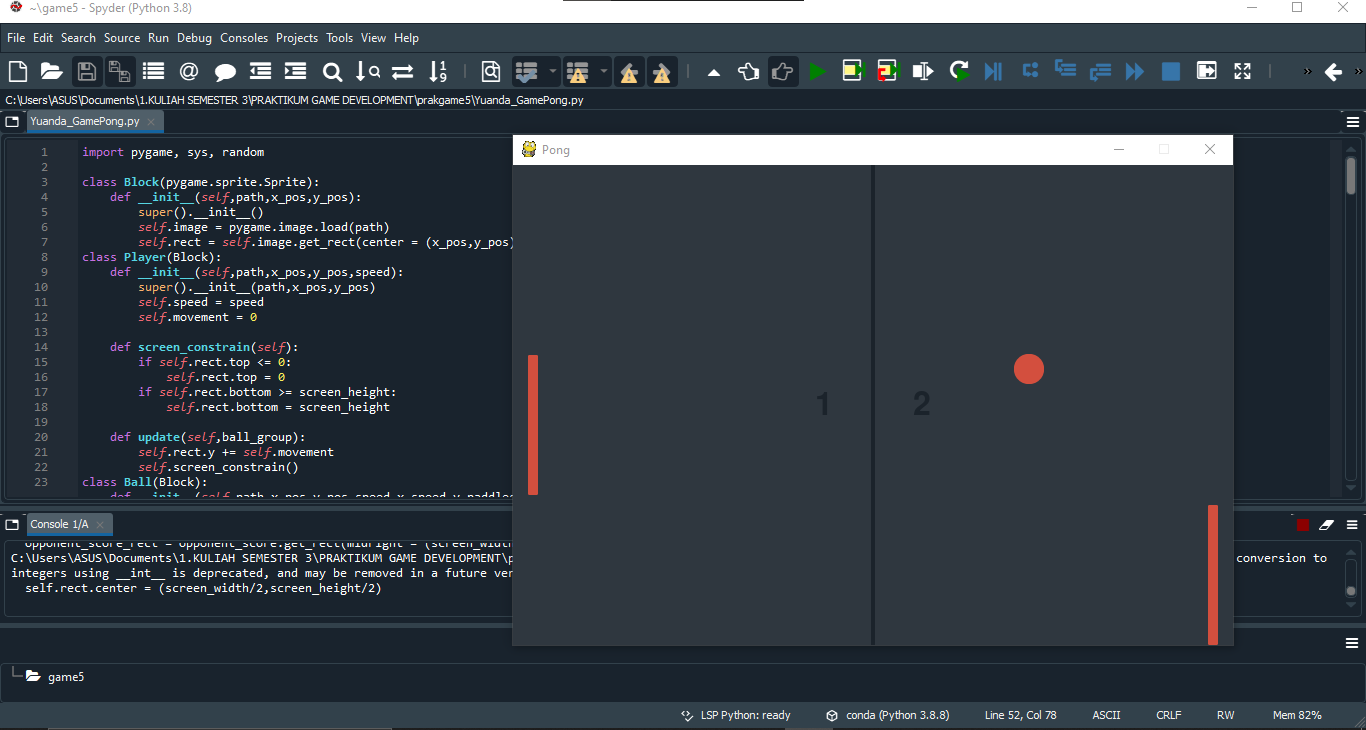 ~\game5 - Spyder (Python 3.8)
File Edit Search Source Run Debug Consoles Projects Tools View Help
C:\Users\ASUS\Documents\1.KULIAH SEMESTER 3\PRAKTIKUM GAME DEVELOPMENT\prakgame5\Yuanda_GamePong.py
Yuanda_GamePong.py
1 import pygame, sys, random
2
3 class Block(pygame.sprite.Sprite):
4 def __init__(self,path,x_pos,y_pos):
5 super().__init__()
6 self.image = pygame.image.load(path)
7 self.rect = self.image.get_rect(center = (x_pos,y_pos)
8 class Player(Block):
9 def __init__(self,path,x_pos,y_pos,speed):
10 super().__init__(path,x_pos,y_pos)
11 self.speed = speed
12 self.movement = 0
13
14 def screen_constrain(self):
15 if self.rect.top <= 0:
16 self.rect.top = 0
17 if self.rect.bottom >= screen_height:
18 self.rect.bottom = screen_height
19
20 def update(self,ball_group):
21 self.rect.y += self.movement
22 self.screen_constrain()
23 class Ball(Block):
def __init__(self,path,x_pos,y_pos,speed_x,speed_y,paddles
Pong
1 2
Console 1/A
opponent_score_rect = opponent_score.get_rect(midright = (screen_width
C:\Users\ASUS\Documents\1.KULIAH SEMESTER 3\PRAKTIKUM GAME DEVELOPMENT\p conversion to
integers using __int__ is deprecated, and may be removed in a future ver
self.rect.center = (screen_width/2,screen_height/2)
game5
LSP Python: ready conda (Python 3.8.8) Line 52, Col 78 ASCII CRLF RW Mem 82%